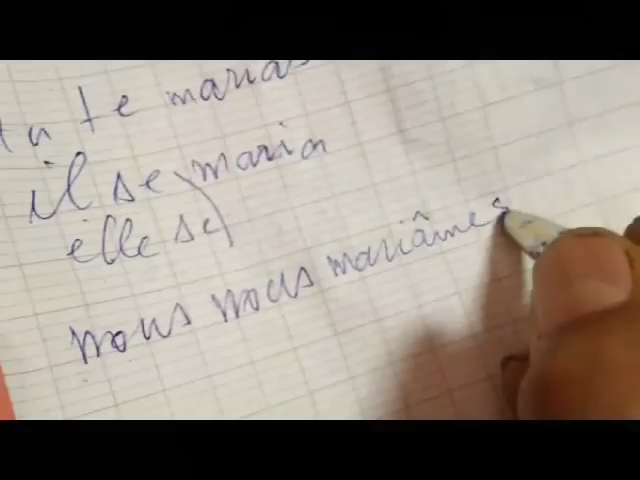 tu te marias
il se maria
elle se
nous nous mariâmes